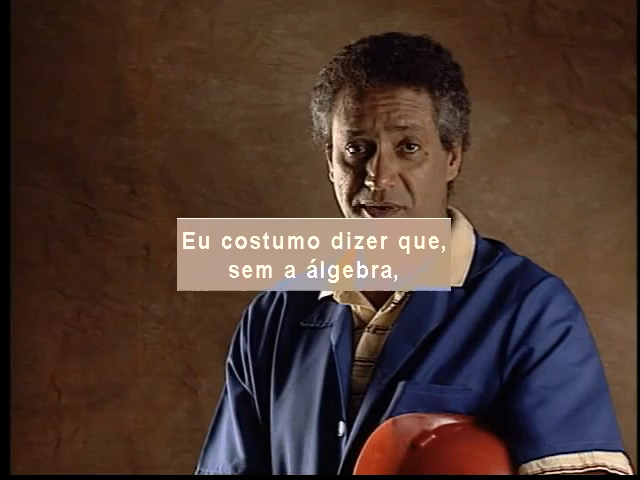 Eu costumo dizer que,
sem a álgebra,